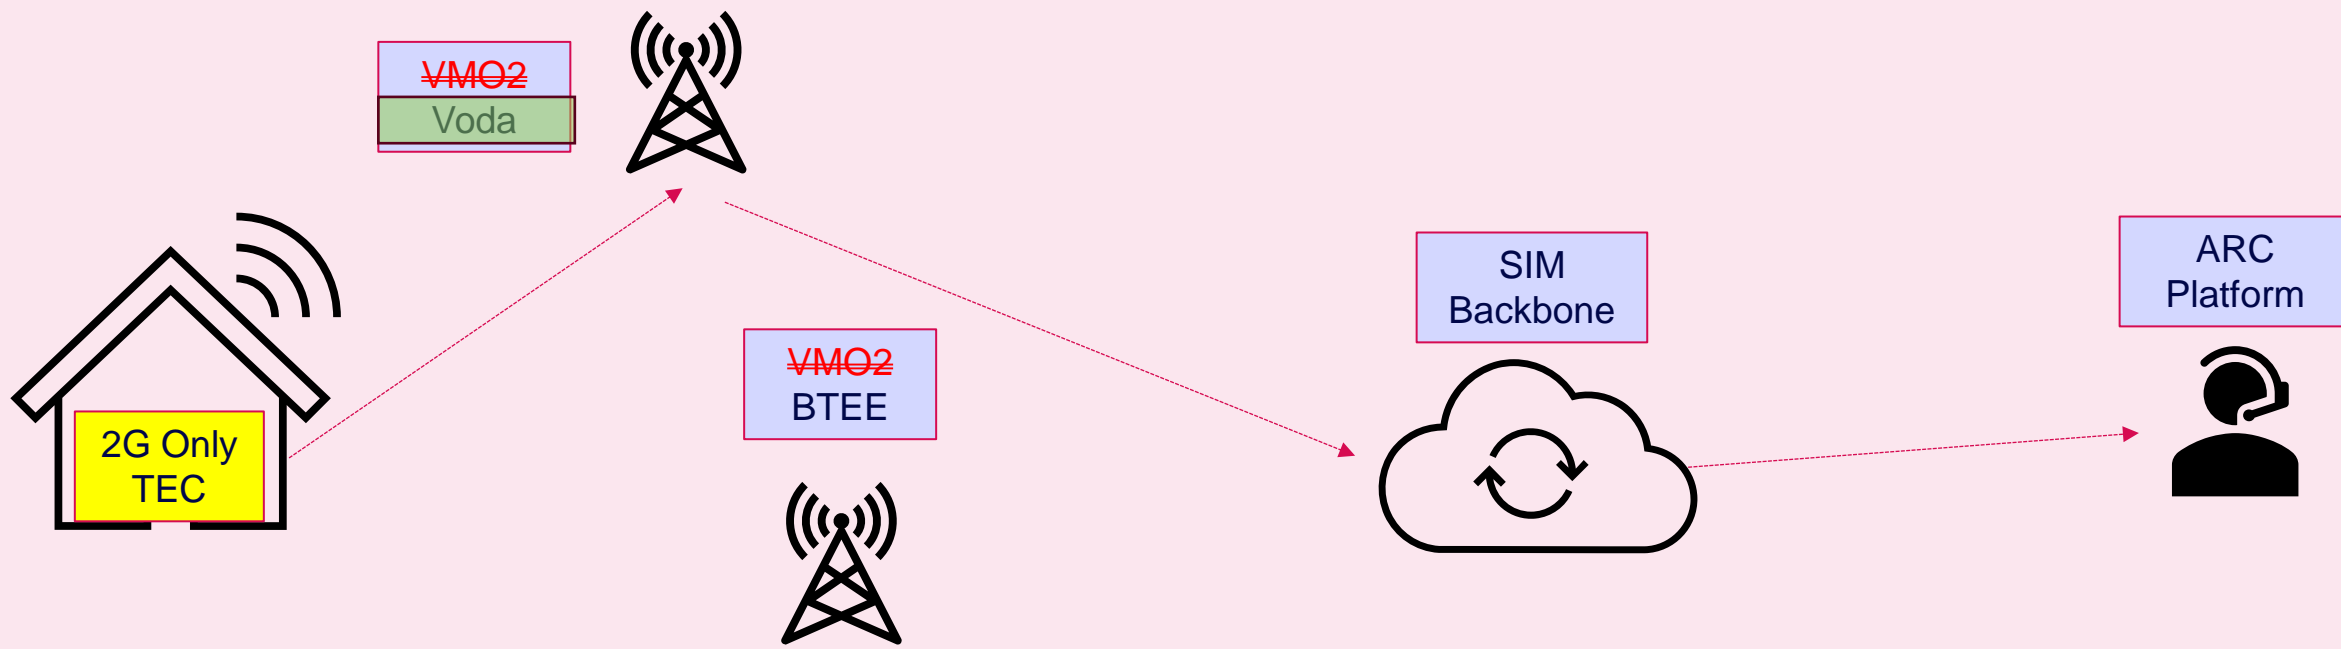 VMO2
Voda
2G Only
TEC
VMO2
BTEE
SIM
Backbone
ARC
Platform